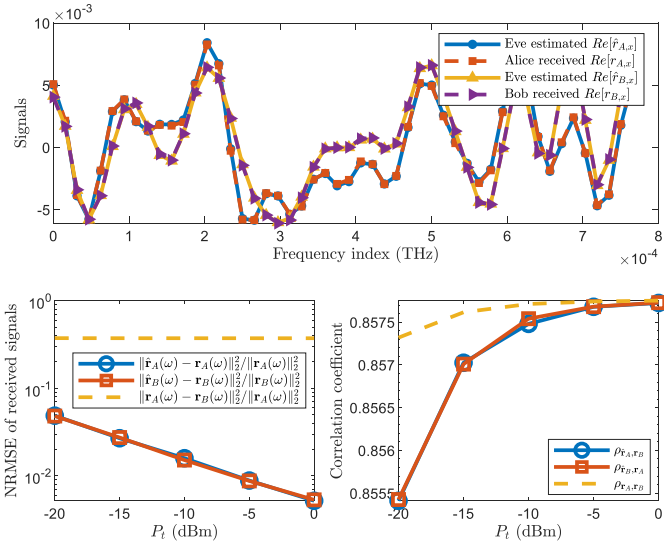 ×10⁻³
10
5
0
-5
Signals
Eve estimated Re[r̂_{A,x}]
Alice received Re[r_{A,x}]
Eve estimated Re[r̂_{B,x}]
Bob received Re[r_{B,x}]
0 1 2 3 4 5 6 7 8
Frequency index (THz)
×10⁻⁴
10⁰
10⁻¹
10⁻²
NRMSE of received signals
‖r̂_A(ω) − r_A(ω)‖²₂/‖r_A(ω)‖²₂
‖r̂_B(ω) − r_B(ω)‖²₂/‖r_B(ω)‖²₂
‖r_A(ω) − r_B(ω)‖²₂/‖r_A(ω)‖²₂
-20 -15 -10 -5 0
P_t (dBm)
0.8575
0.857
0.8565
0.856
0.8555
Correlation coefficient
ρ_{r̂_A,r_B}
ρ_{r̂_B,r_A}
ρ_{r_A,r_B}
-20 -15 -10 -5 0
P_t (dBm)